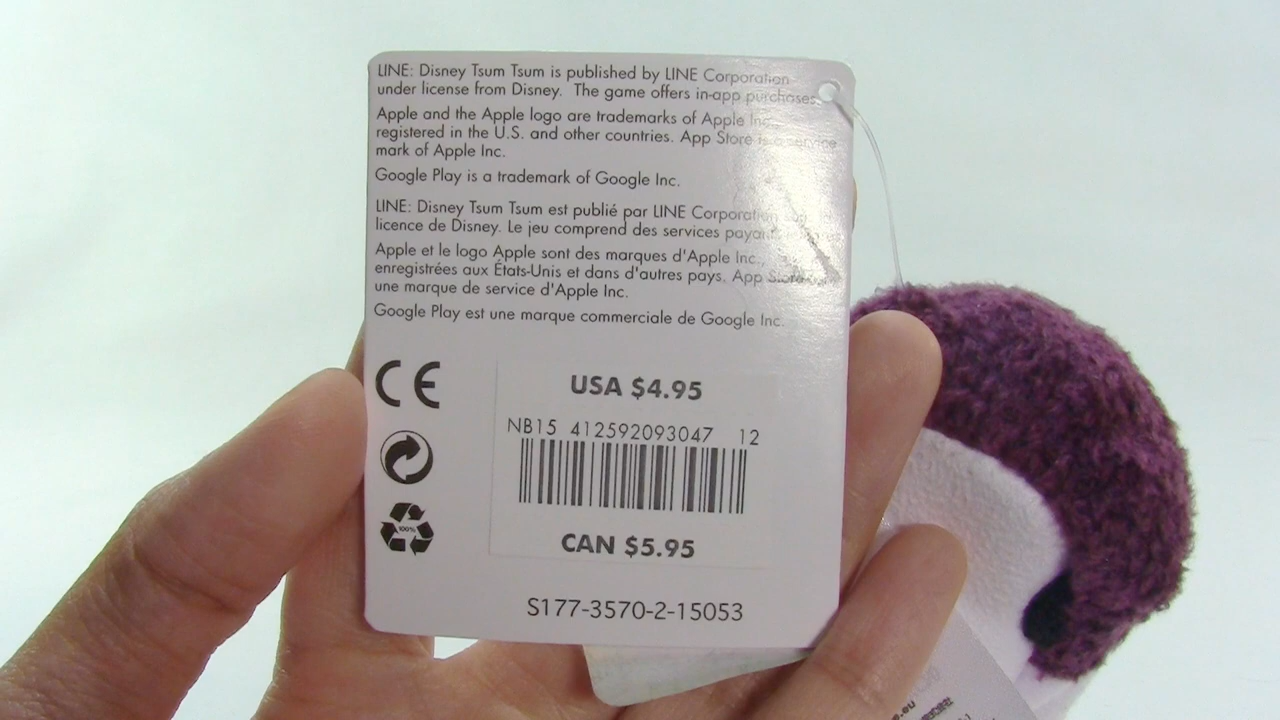 LINE: Disney Tsum Tsum is published by LINE Corporation
under license from Disney. The game offers in-app purchases.
Apple and the Apple logo are trademarks of Apple Inc.,
registered in the U.S. and other countries. App Store is a service
mark of Apple Inc.
Google Play is a trademark of Google Inc.
LINE: Disney Tsum Tsum est publié par LINE Corporation sous
licence de Disney. Le jeu comprend des services payants
Apple et le logo Apple sont des marques d'Apple Inc.,
enregistrées aux États-Unis et dans d'autres pays. App Store est
une marque de service d'Apple Inc.
Google Play est une marque commerciale de Google Inc.
CE
USA $4.95
NB15 412592093047 12
100%
CAN $5.95
S177-3570-2-15053
.eu